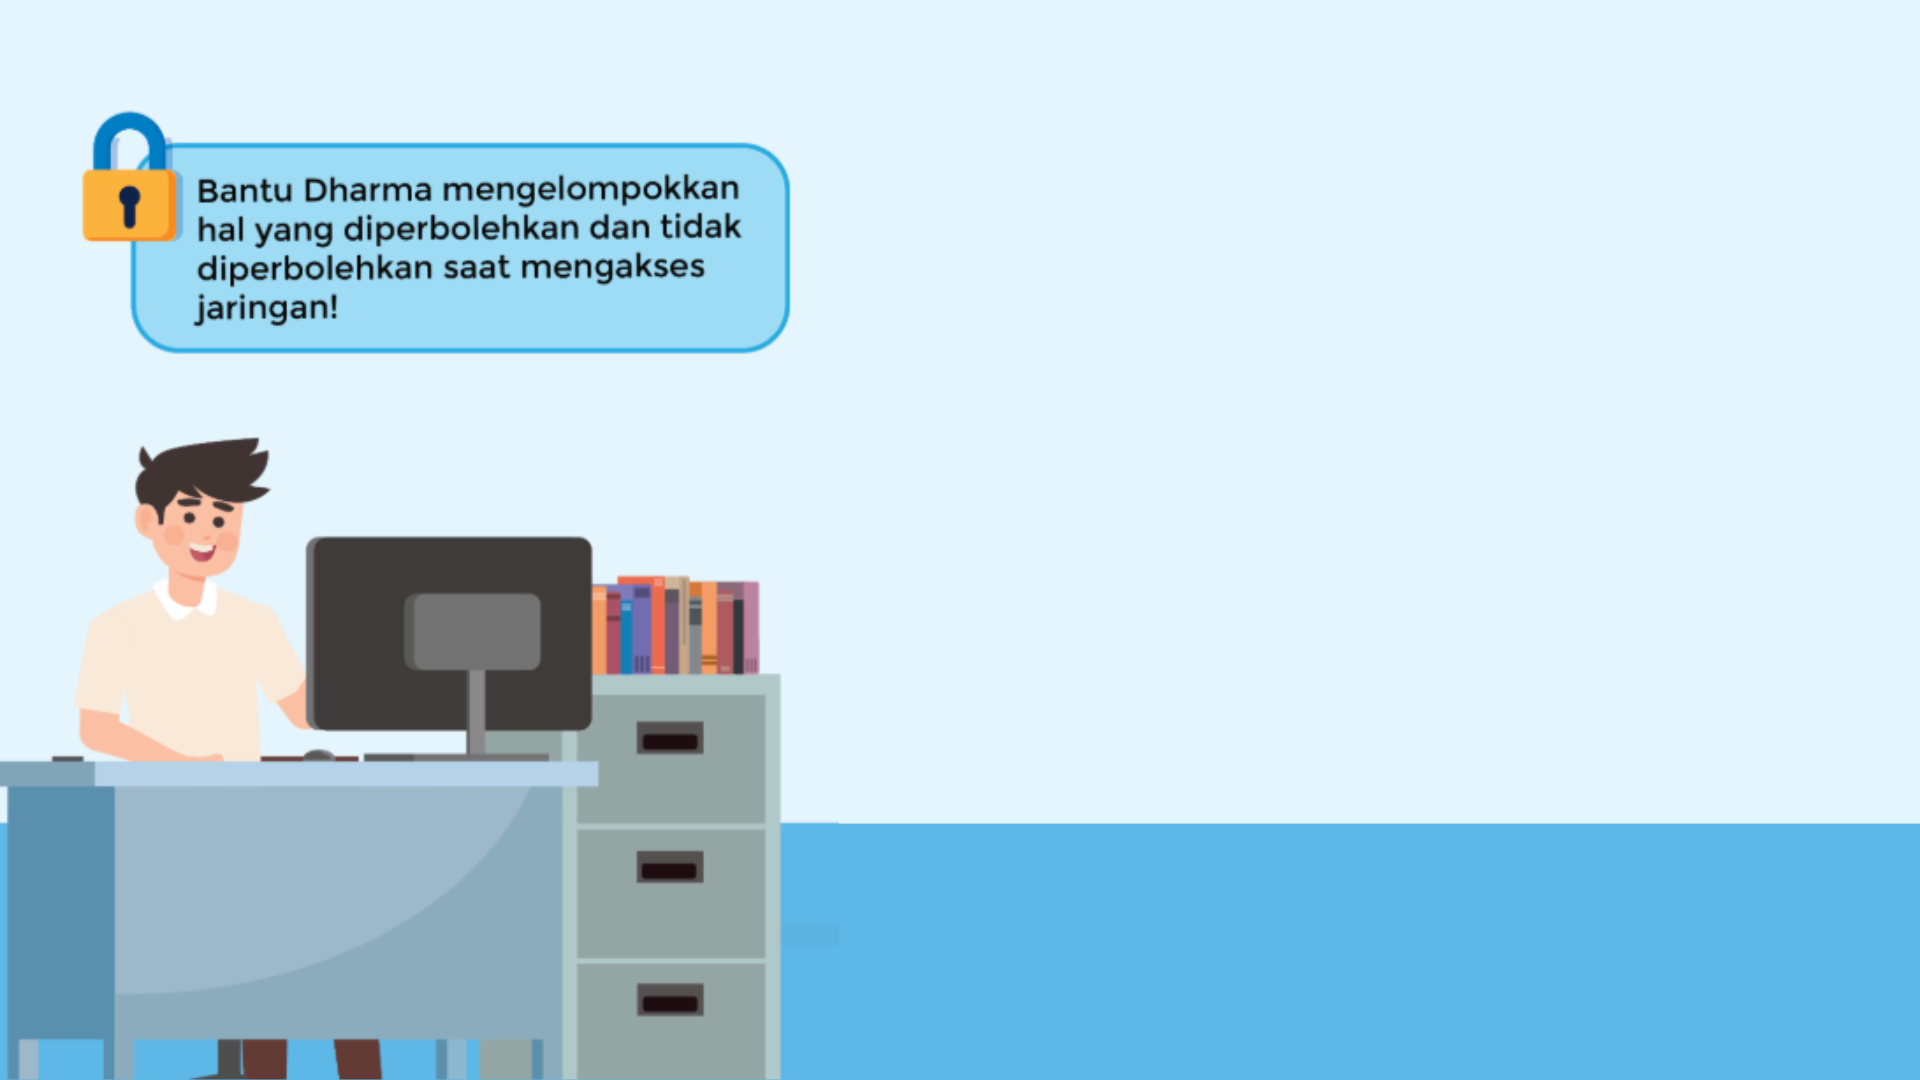 Bantu Dharma mengelompokkan
hal yang diperbolehkan dan tidak
diperbolehkan saat mengakses
jaringan!